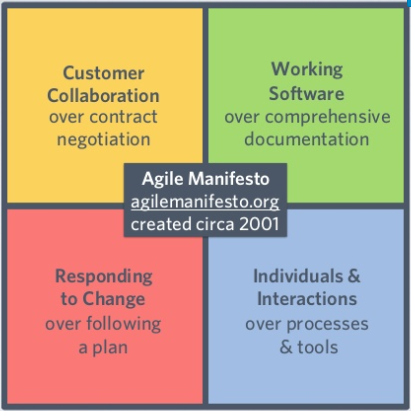 Customer
Collaboration
over contract
negotiation
Working
Software
over comprehensive
documentation
Agile Manifesto
agilemanifesto.org
created circa 2001
Responding
to Change
over following
a plan
Individuals &
Interactions
over processes
& tools